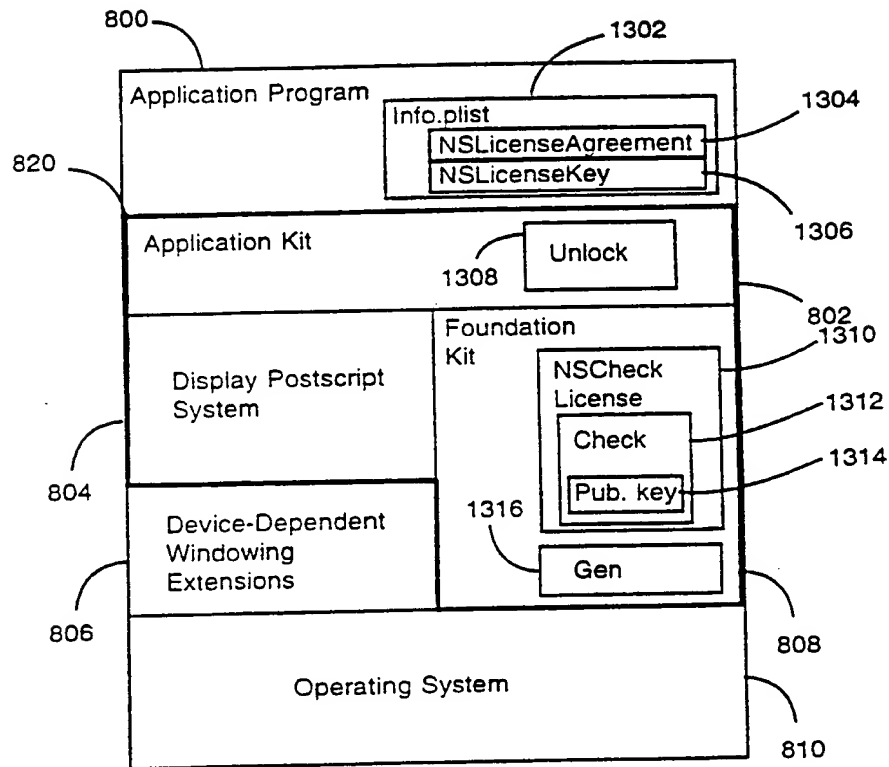 800
1302
Application Program
Info.plist
1304
NSLicenseAgreement
820
NSLicenseKey
1306
Application Kit
Unlock
1308
802
Foundation
Kit
1310
Display Postscript
System
NSCheck
License
1312
Check
1314
804
Pub. key
1316
Device-Dependent
Windowing
Extensions
Gen
806
808
Operating System
810